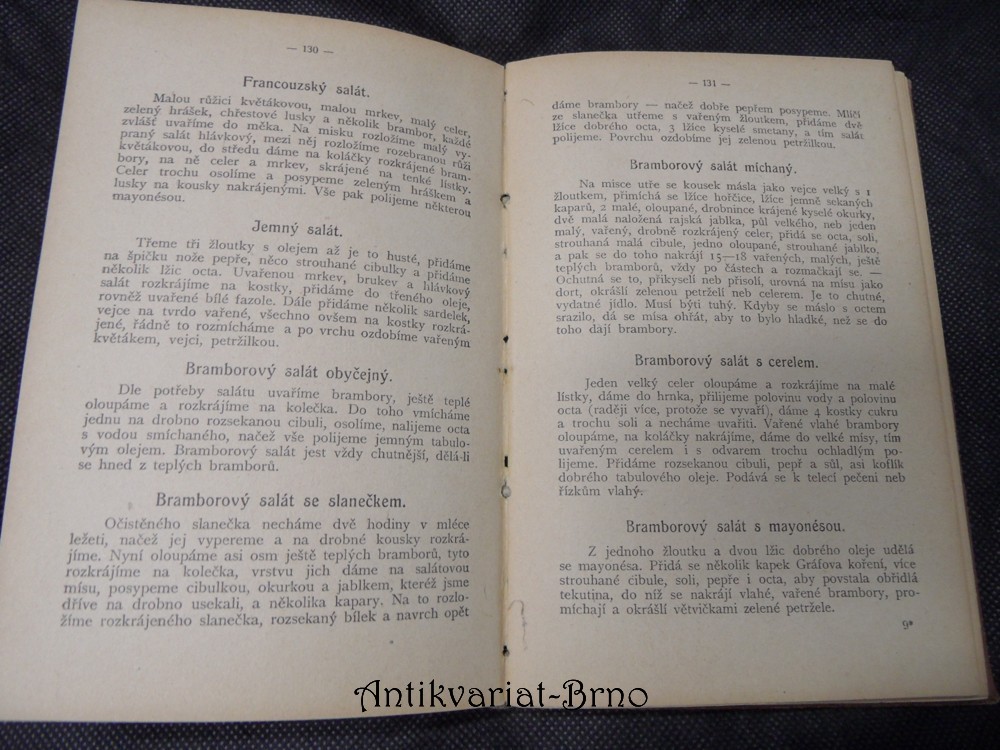 — 130 —
Francouzský salát.
Malou růžici květákovou, malou mrkev, malý celer,
zelený hrášek, chřestové lusky a několik brambor, každé
zvlášť uvaříme do měka. Na misku rozložíme malý vy-
praný salát hlávkový, mezi něj rozložíme rozebranou růži
květákovou, do středu dáme na koláčky rozkrájené bram-
bory, na ně celer a mrkev, skrájené na tenké lístky.
Celer trochu osolíme a posypeme zeleným hráškem a
lusky na kousky nakrájenými. Vše pak polijeme některou
mayonésou.
Jemný salát.
Třeme tři žloutky s olejem až je to husté, přidáme
na špičku nože pepře, něco strouhané cibulky a přidáme
několik lžic octa. Uvařenou mrkev, brukev a hlávkový
salát rozkrájíme na kostky, přidáme do třeného oleje,
rovněž uvařené bílé fazole. Dále přidáme několik sardelek,
vejce na tvrdo vařené, všechno ovšem na kostky rozkrá-
jené, řádně to rozmícháme a po vrchu ozdobíme vařeným
květákem, vejci, petržilkou.
Bramborový salát obyčejný.
Dle potřeby salátu uvaříme brambory, ještě teplé
oloupáme a rozkrájíme na kolečka. Do toho vmícháme
jednu na drobno rozsekanou cibuli, osolíme, nalijeme octa
s vodou smíchaného, načež vše polijeme jemným tabulo-
vým olejem. Bramborový salát jest vždy chutnější, dělá-li
se hned z teplých bramborů.
Bramborový salát se slanečkem.
Očistěného slanečka necháme dvě hodiny v mléce
ležeti, načež jej vypereme a na drobné kousky rozkrá-
jíme. Nyní oloupáme asi osm ještě teplých bramborů, tyto
rozkrájíme na kolečka, vrstvu jich dáme na salátovou
mísu, posypeme cibulkou, okurkou a jablkem, kteréž jsme
dříve na drobno usekali, a několika kapary. Na to rozlo-
žíme rozkrájeného slanečka, rozsekaný bílek a navrch opět
— 131 —
dáme brambory — načež dobře pepřem posypeme. Mlíčí
ze slanečka utřeme s vařeným žloutkem, přidáme dvě
lžíce dobrého octa, 3 lžíce kyselé smetany, a tím salát
polijeme. Povrchu ozdobíme jej zelenou petržilkou.
Bramborový salát míchaný.
Na misce utře se kousek másla jako vejce velký s 1
žloutkem, přimíchá se lžíce hořčice, lžíce jemně sekaných
kaparů, 2 malé, oloupané, drobnince krájené kyselé okurky,
dvě malá naložená rajská jablka, půl velkého, neb jeden
malý, vařený, drobně rozkrájený celer, přidá se octa, soli,
strouhaná malá cibule, jedno oloupané, strouhané jablko,
a pak se do toho nakrájí 15—18 vařených, malých, ještě
teplých bramborů, vždy po částech a rozmačkají se. —
Ochutná se to, přikyselí neb přisolí, urovná na mísu jako
dort, okrášlí zelenou petrželí neb celerem. Je to chutné,
vydatné jídlo. Musí býti tuhý. Kdyby se máslo s octem
srazilo, dá se mísa ohřát, aby to bylo hladké, než se do
toho dají brambory.
Bramborový salát s cerelem.
Jeden velký celer oloupáme a rozkrájíme na malé
lístky, dáme do hrnka, přilijeme polovinu vody a polovinu
octa (raději více, protože se vyvaří), dáme 4 kostky cukru
a trochu soli a necháme uvařiti. Vařené vlahé brambory
oloupáme, na koláčky nakrájíme, dáme do velké mísy, tím
uvařeným cerelem i s odvarem trochu ochladlým po-
lijeme. Přidáme rozsekanou cibuli, pepř a sůl, asi koflík
dobrého tabulového oleje. Podává se k telecí pečeni neb
řízkům vlahý.
Bramborový salát s mayonésou.
Z jednoho žloutku a dvou lžic dobrého oleje udělá
se mayonésa. Přidá se několik kapek Gráfova koření, více
strouhané cibule, soli, pepře i octa, aby povstala obřidlá
tekutina, do níž se nakrájí vlahé, vařené brambory, pro-
míchají a okrášlí větvičkami zelené petržele.
9*
Antikvariat-Brno